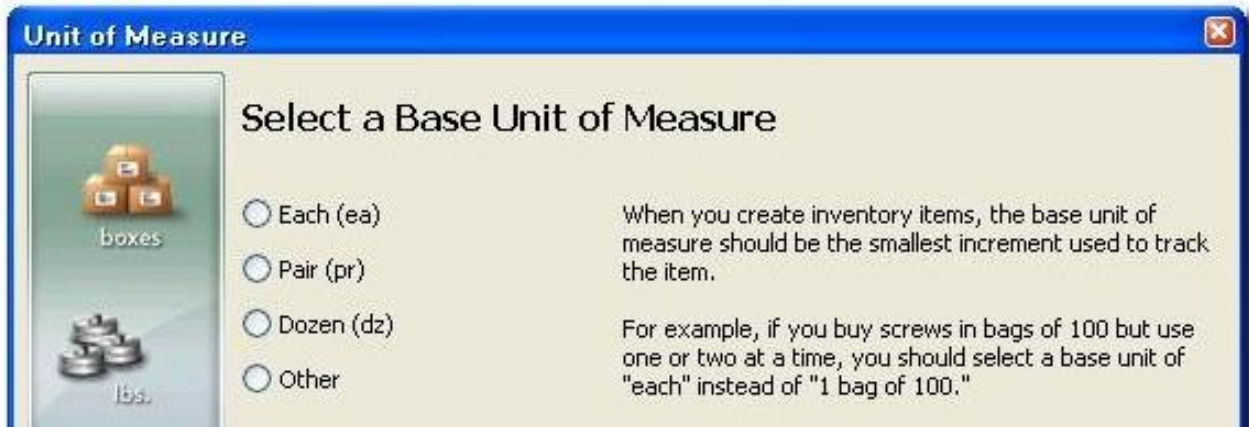 Unit of Measure
Select a Base Unit of Measure
boxes
lbs.
Each (ea)
Pair (pr)
Dozen (dz)
Other
When you create inventory items, the base unit of
measure should be the smallest increment used to track
the item.
For example, if you buy screws in bags of 100 but use
one or two at a time, you should select a base unit of
"each" instead of "1 bag of 100."